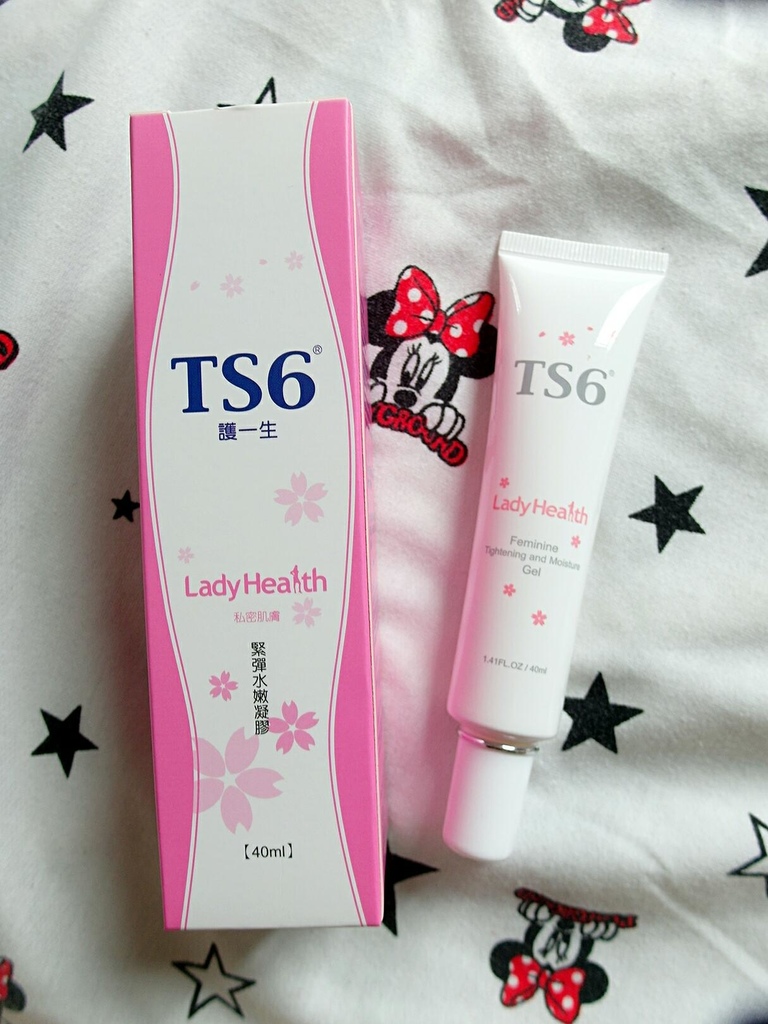 TS6®
護一生
LadyHealth
私密肌膚
緊彈水嫩凝膠
【40ml】
TS6®
LadyHealth
Feminine
Tightening and Moisture
Gel
1.41FL.OZ / 40ml
YGROUND